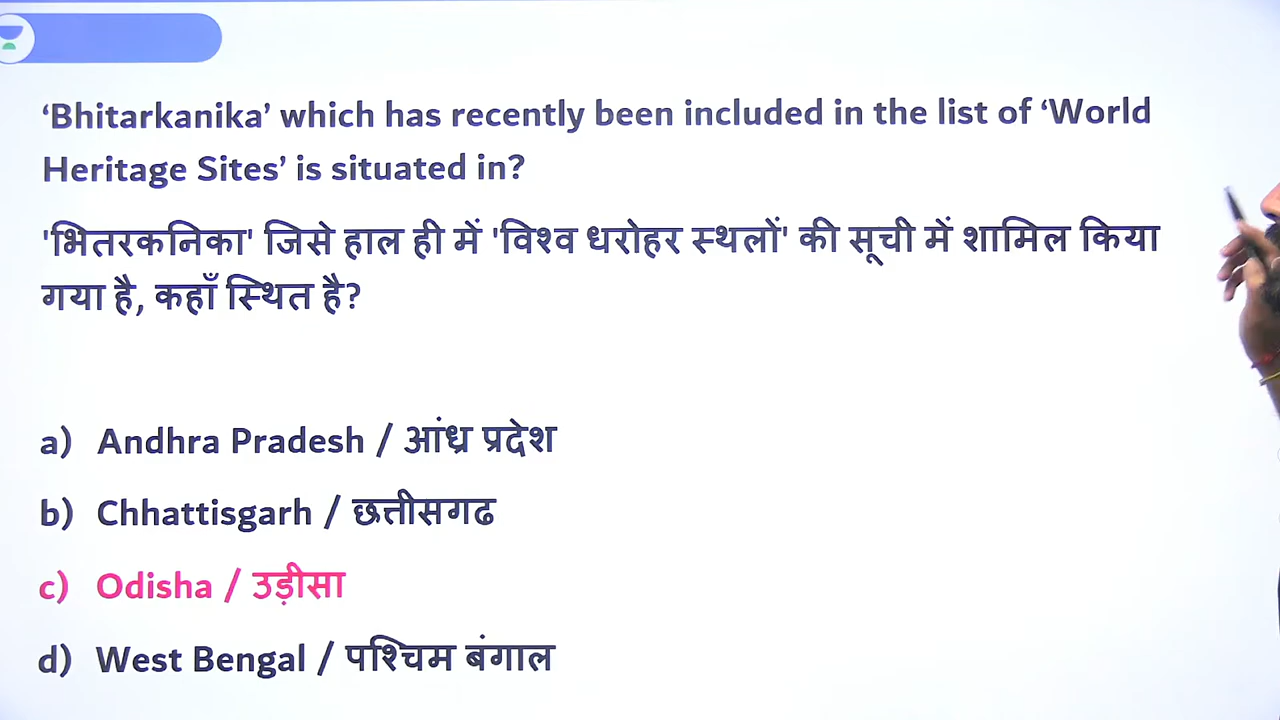 ‘Bhitarkanika’ which has recently been included in the list of ‘World
Heritage Sites’ is situated in?
'भितरकनिका' जिसे हाल ही में 'विश्व धरोहर स्थलों' की सूची में शामिल किया
गया है, कहाँ स्थित है?
a) Andhra Pradesh / आंध्र प्रदेश
b) Chhattisgarh / छत्तीसगढ
c) Odisha / उड़ीसा
d) West Bengal / पश्चिम बंगाल